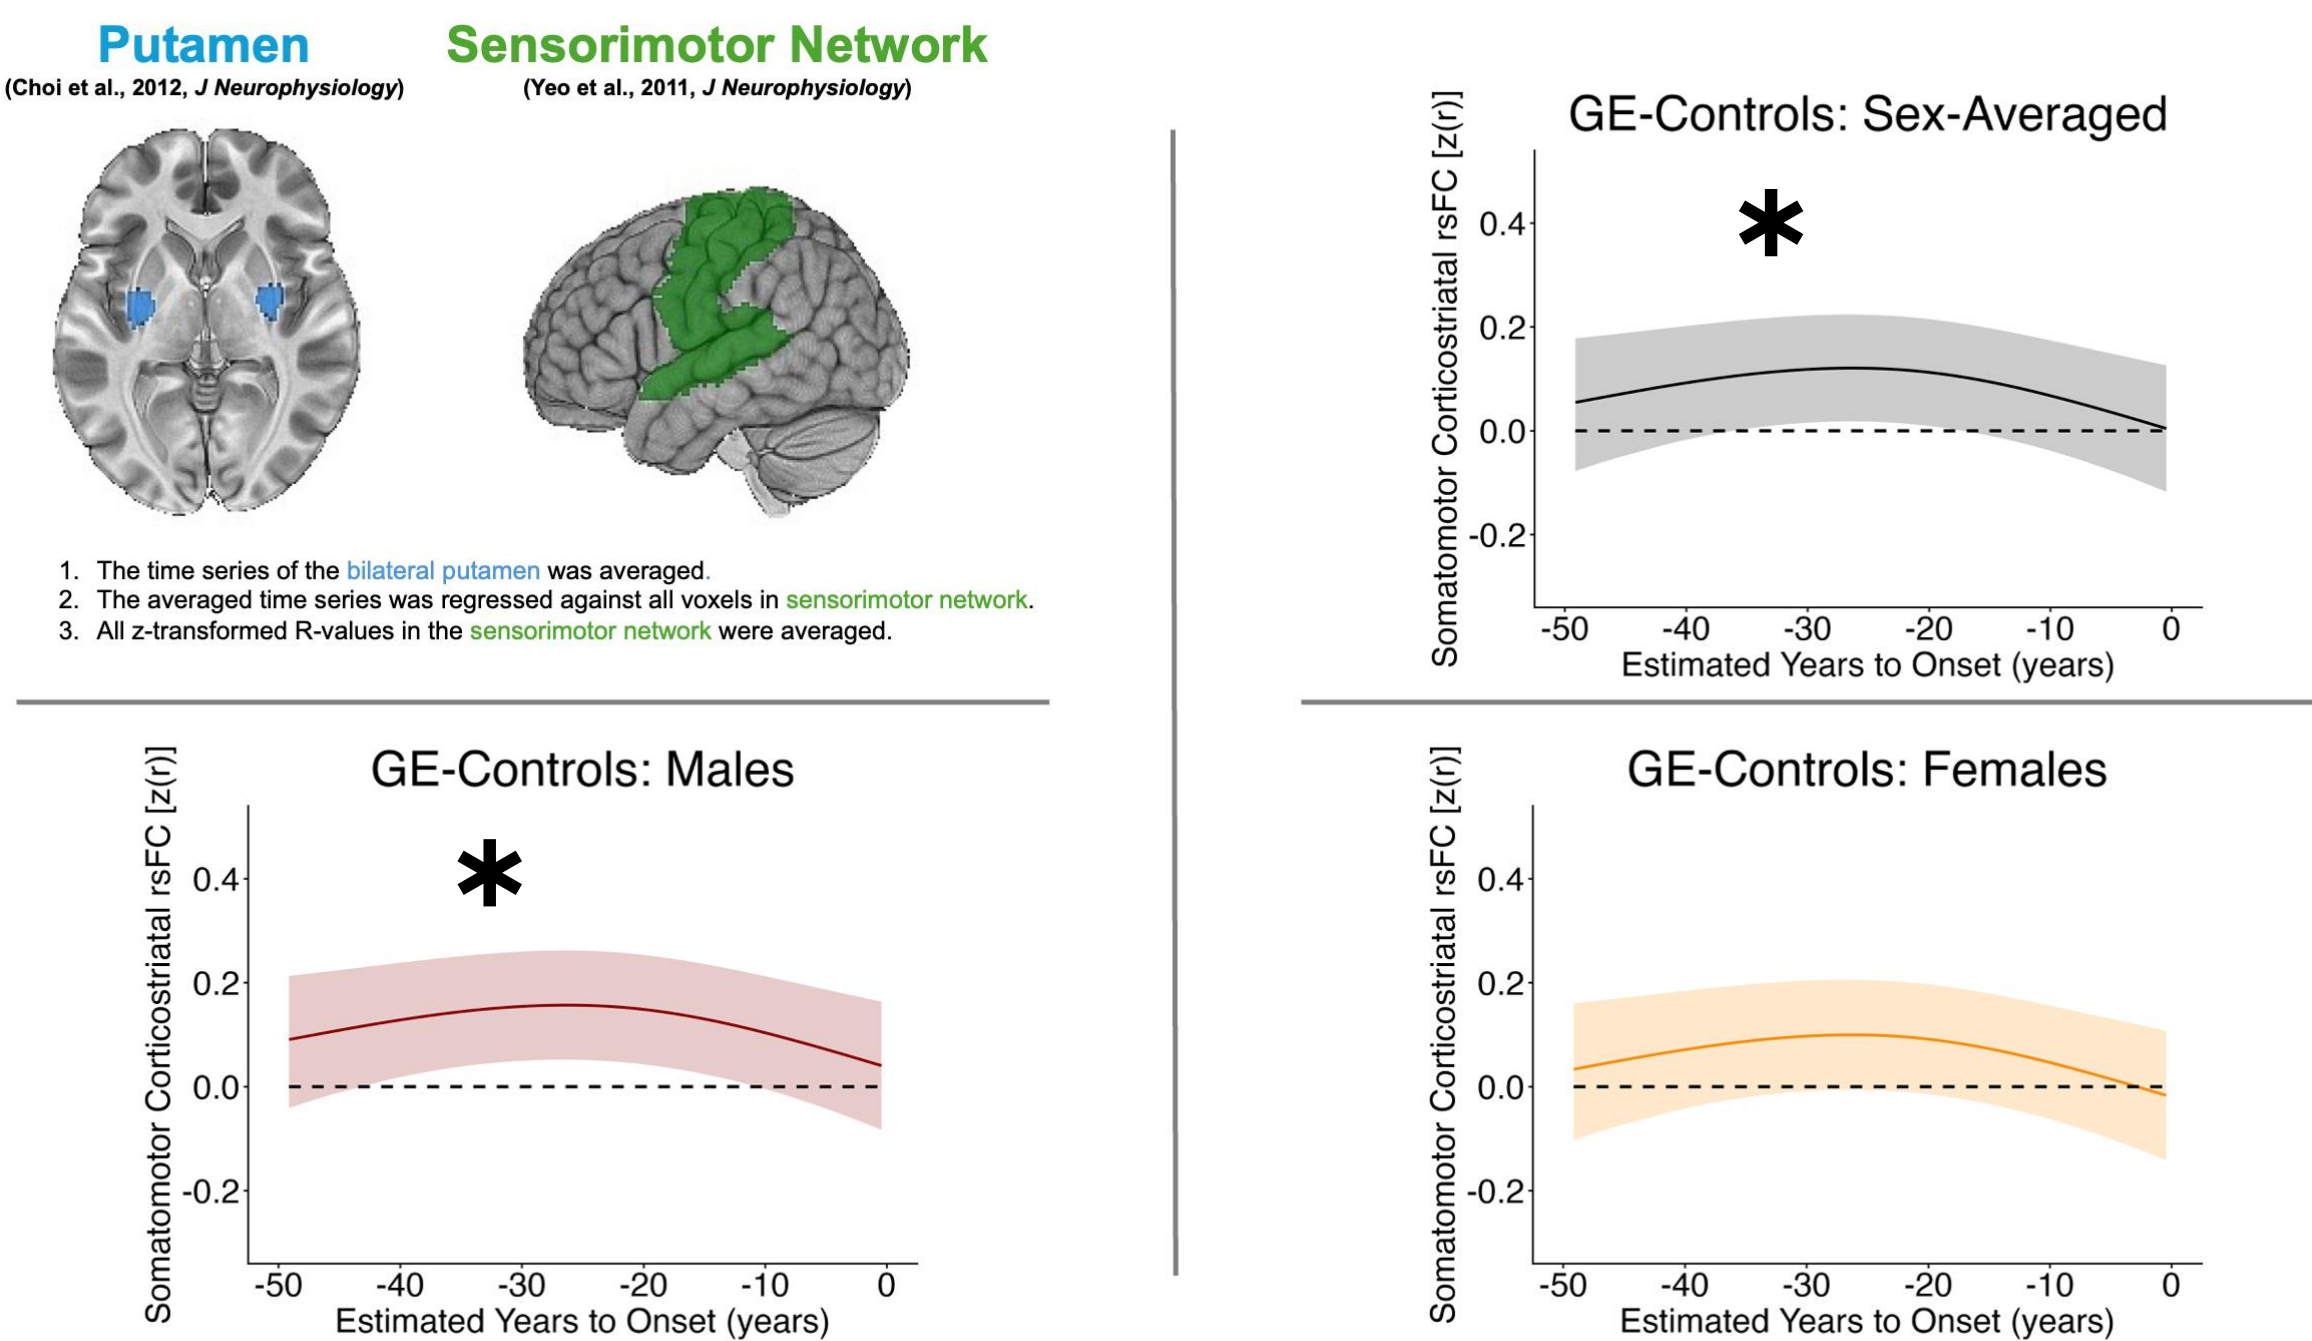 Putamen
(Choi et al., 2012, J Neurophysiology)
Sensorimotor Network
(Yeo et al., 2011, J Neurophysiology)
1. The time series of the bilateral putamen was averaged.
2. The averaged time series was regressed against all voxels in sensorimotor network.
3. All z-transformed R-values in the sensorimotor network were averaged.
GE-Controls: Sex-Averaged
*
Somatomotor Corticostriatal rsFC [z(r)]
0.4
0.2
0.0
-0.2
-50 -40 -30 -20 -10 0
Estimated Years to Onset (years)
GE-Controls: Males
*
Somatomotor Corticostriatal rsFC [z(r)]
0.4
0.2
0.0
-0.2
-50 -40 -30 -20 -10 0
Estimated Years to Onset (years)
GE-Controls: Females
Somatomotor Corticostriatal rsFC [z(r)]
0.4
0.2
0.0
-0.2
-50 -40 -30 -20 -10 0
Estimated Years to Onset (years)